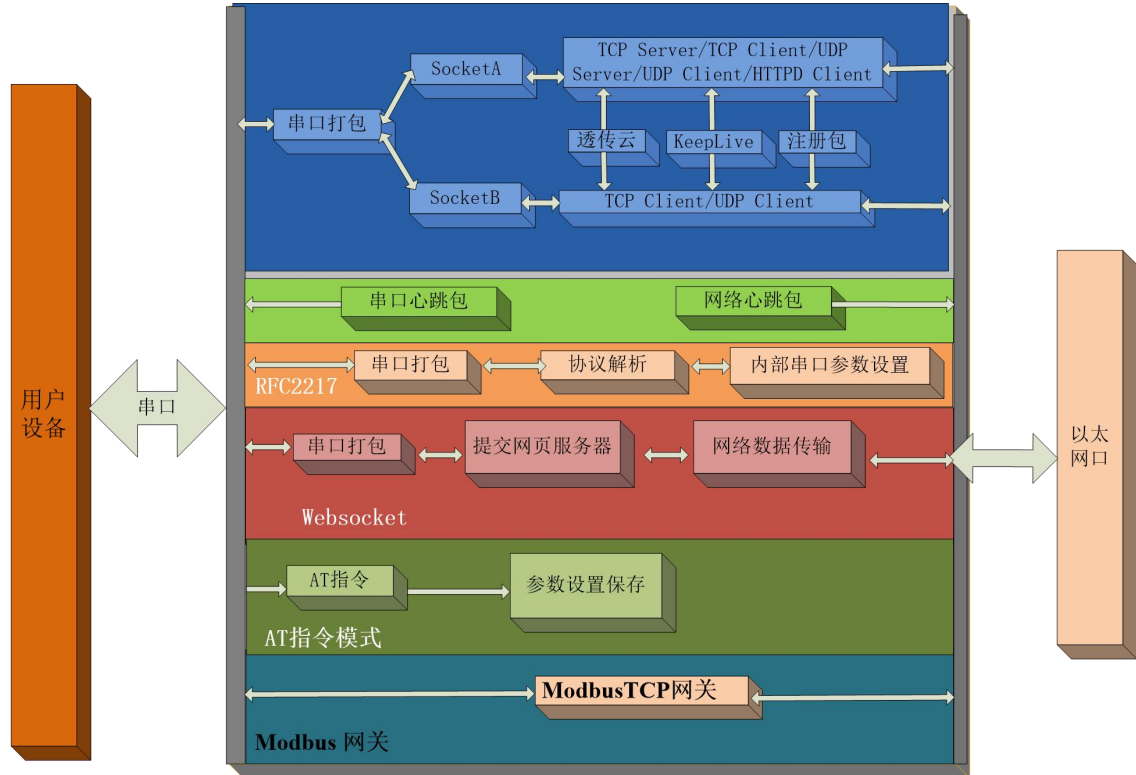 TCP Server/TCP Client/UDP
Server/UDP Client/HTTPD Client
SocketA
串口打包
透传云
KeepLive
注册包
SocketB
TCP Client/UDP Client
串口心跳包
网络心跳包
串口打包
协议解析
内部串口参数设置
RFC2217
用户
设备
串口
串口打包
提交网页服务器
网络数据传输
以太
网口
Websocket
AT指令
参数设置保存
AT指令模式
ModbusTCP网关
Modbus 网关